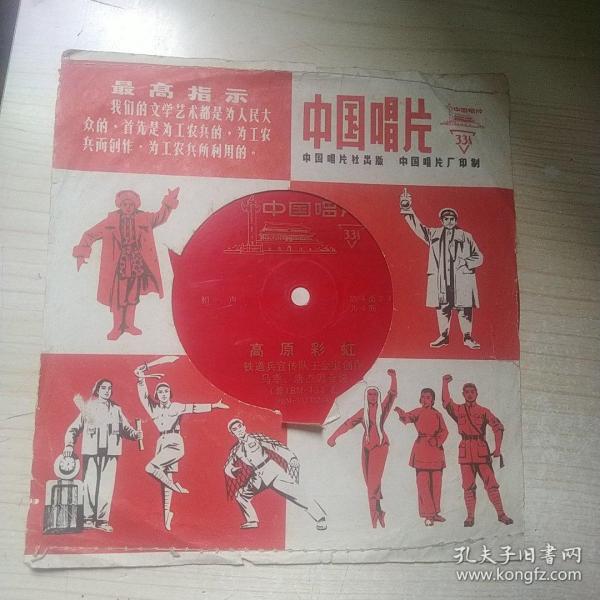 最高指示
我们的文学艺术都是为人民大
众的，首先是为工农兵的，为工农
兵而创作，为工农兵所利用的。
中国唱片
中国唱片
33⅓
中国唱片社出版 中国唱片厂印制
中国唱片
33⅓
相 声
高原彩虹
孔夫子旧书网
www.kongfz.com